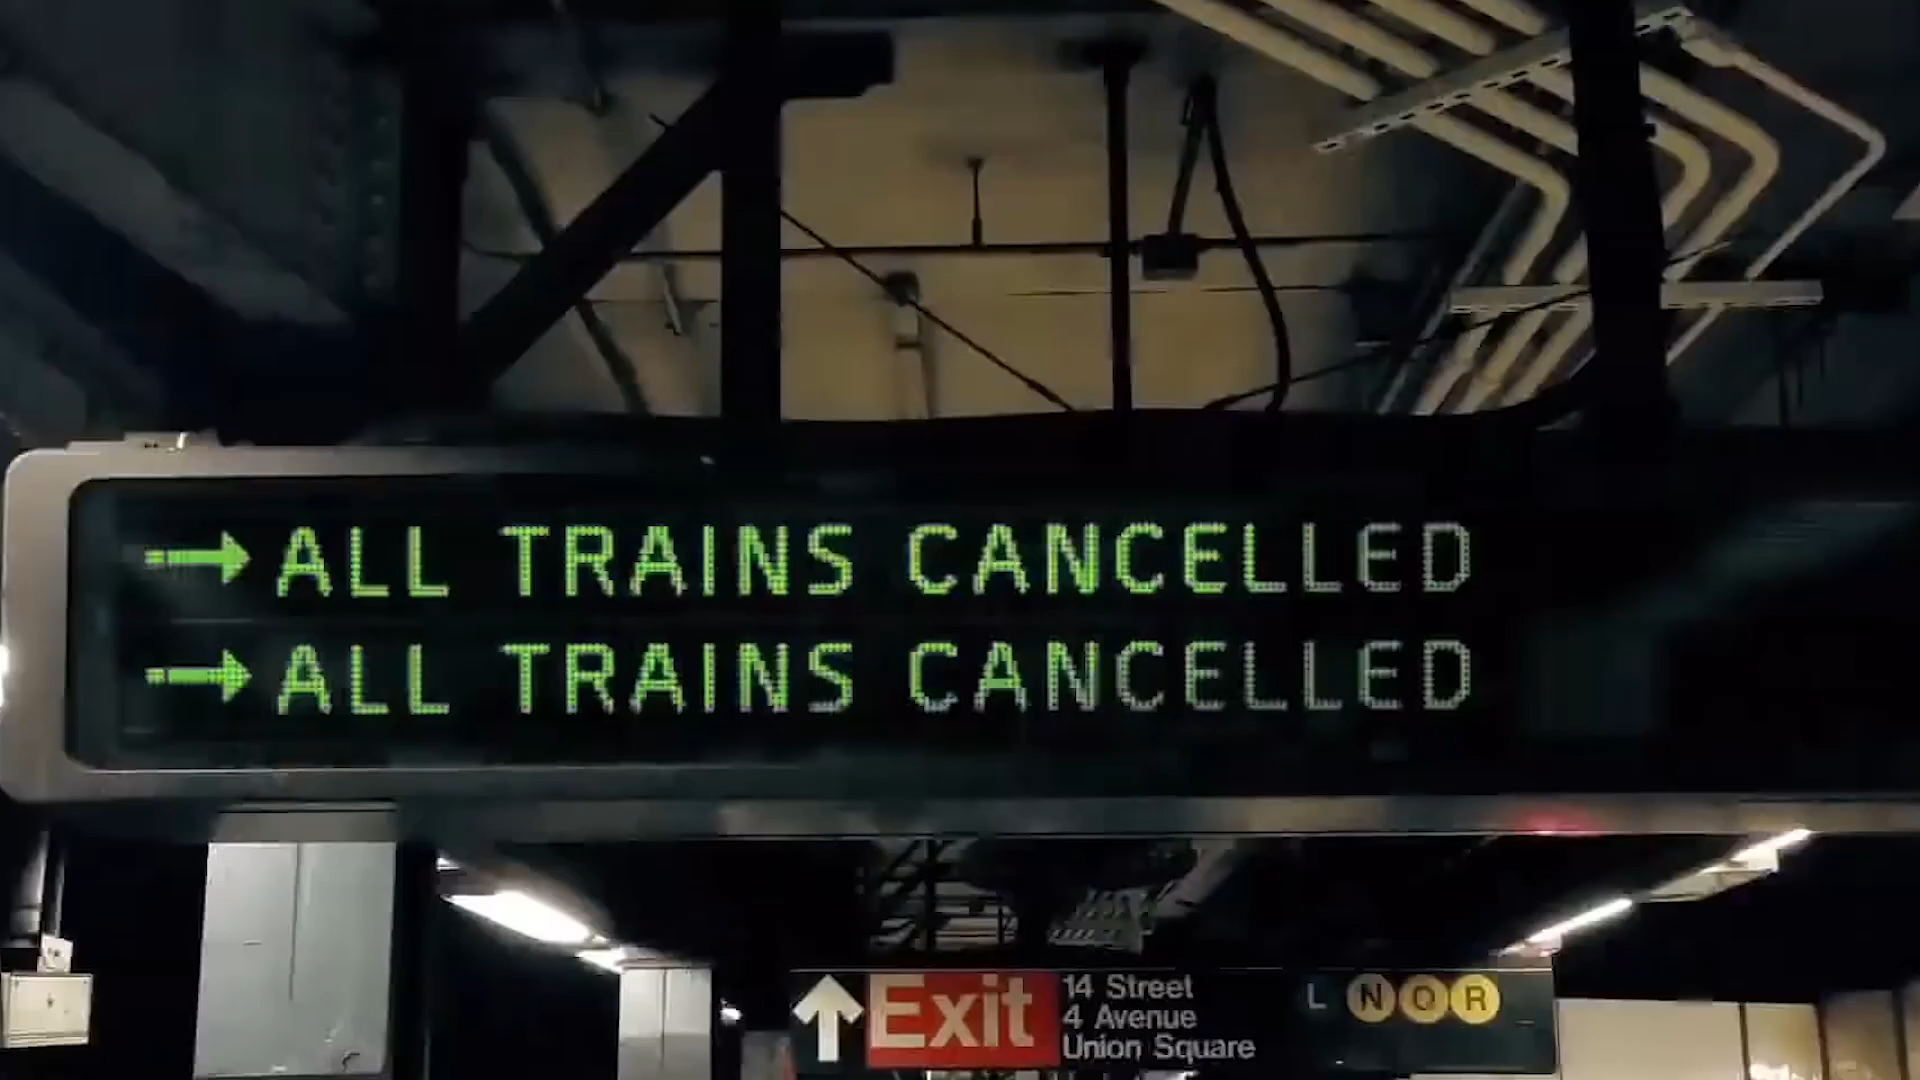 → ALL TRAINS CANCELLED
→ ALL TRAINS CANCELLED
↑ Exit
14 Street
4 Avenue
Union Square
L N Q R